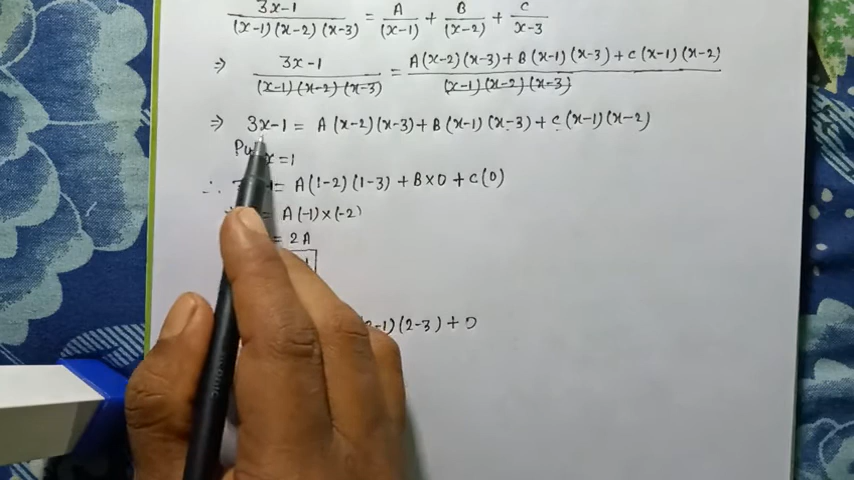 3x-1 / (x-1)(x-2)(x-3) = A / (x-1) + B / (x-2) + C / x-3
⇒ 3x-1 / (x-1)(x-2)(x-3) = A(x-2)(x-3)+B(x-1)(x-3)+C(x-1)(x-2) / (x-1)(x-2)(x-3)
⇒ 3x-1 = A(x-2)(x-3)+B(x-1)(x-3)+C(x-1)(x-2)
x=1
∴ = A(1-2)(1-3)+B×0+C(0)
= A(-1)×(-2)
= 2A
-1)(2-3)+0